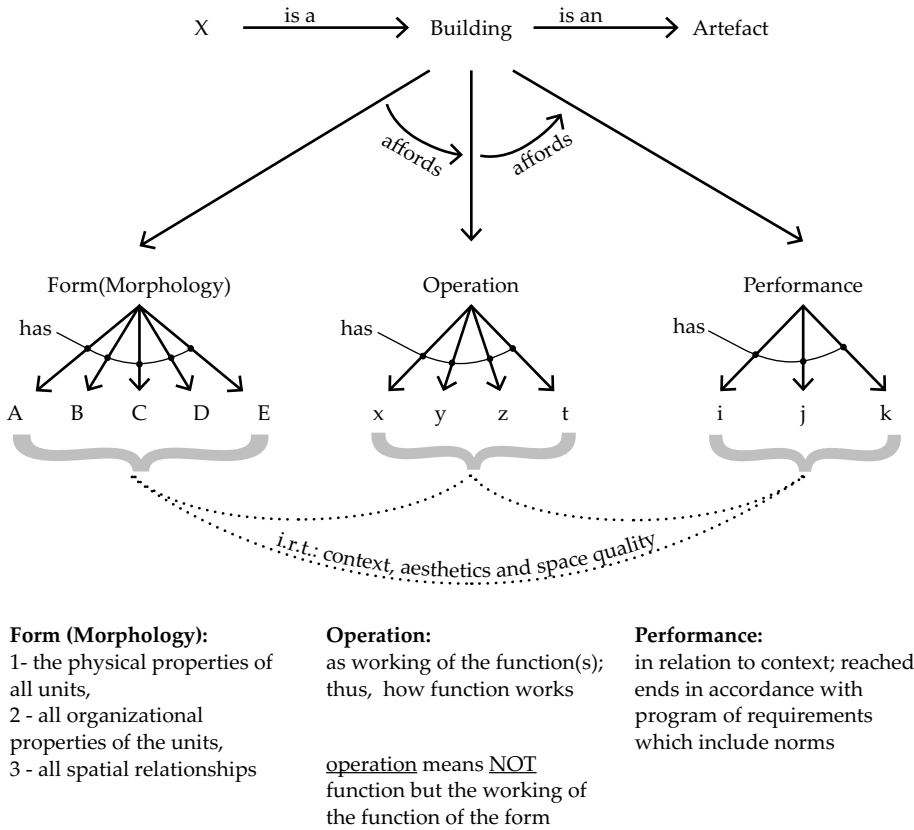 X is a Building is an Artefact
affords affords
Form(Morphology) Operation Performance
has has has
A B C D E x y z t i j k
i.r.t.: context, aesthetics and space quality
Form (Morphology):
1- the physical properties of
all units,
2 - all organizational
properties of the units,
3 - all spatial relationships
Operation:
as working of the function(s);
thus, how function works
operation means NOT
function but the working of
the function of the form
Performance:
in relation to context; reached
ends in accordance with
program of requirements
which include norms